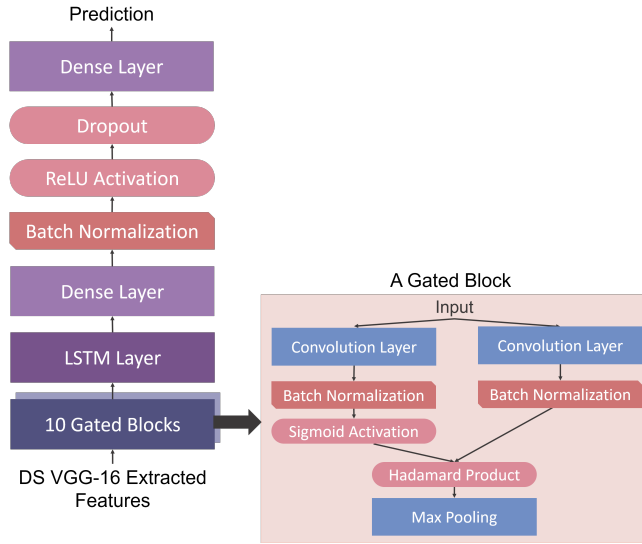 Prediction
Dense Layer
Dropout
ReLU Activation
Batch Normalization
Dense Layer
LSTM Layer
10 Gated Blocks
DS VGG-16 Extracted
Features
A Gated Block
Input
Convolution Layer
Convolution Layer
Batch Normalization
Batch Normalization
Sigmoid Activation
Hadamard Product
Max Pooling